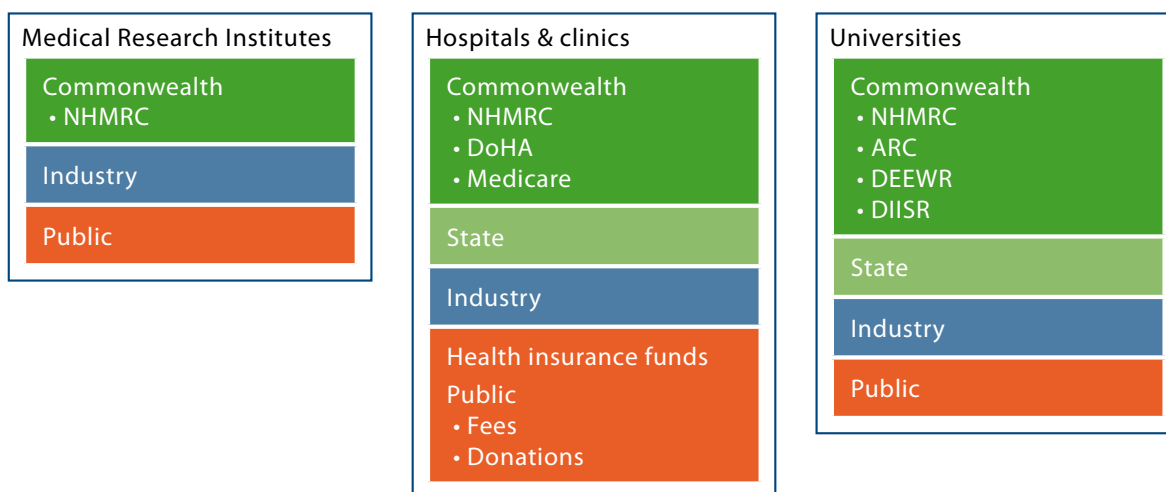 Medical Research Institutes
Commonwealth
• NHMRC
Industry
Public
Hospitals & clinics
Commonwealth
• NHMRC
• DoHA
• Medicare
State
Industry
Health insurance funds
Public
• Fees
• Donations
Universities
Commonwealth
• NHMRC
• ARC
• DEEWR
• DIISR
State
Industry
Public